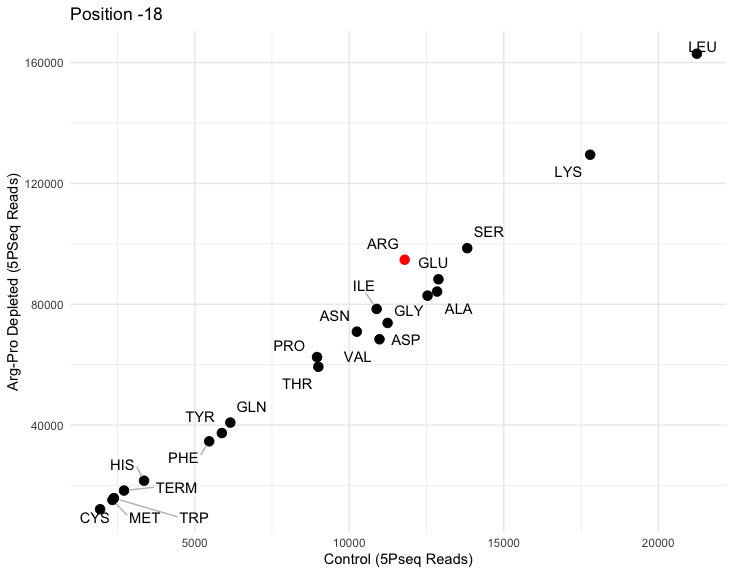 Position -18
LEU
160000
LYS
120000
SER
ARG
GLU
ILE
80000
ASN
GLY
ALA
ASP
PRO
VAL
THR
GLN
TYR
40000
PHE
HIS
TERM
CYS
MET
TRP
5000
10000
15000
20000
Control (5Pseq Reads)
Arg-Pro Depleted (5PSeq Reads)